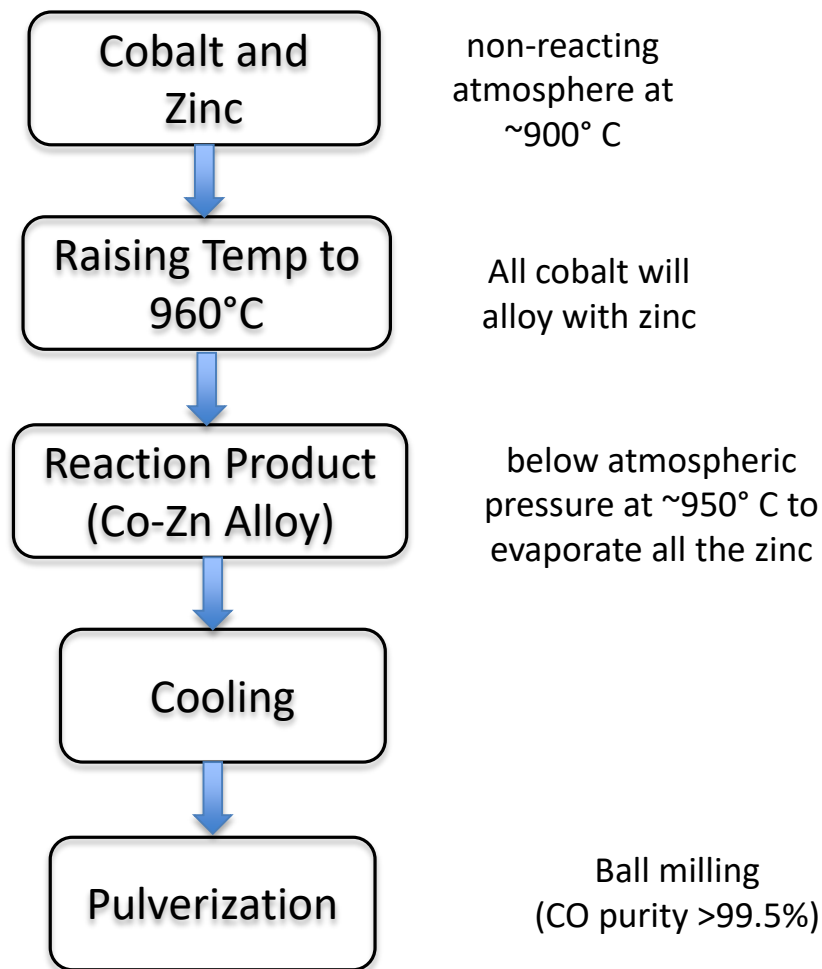 Cobalt and
Zinc
non-reacting
atmosphere at
~900° C
Raising Temp to
960°C
All cobalt will
alloy with zinc
Reaction Product
(Co-Zn Alloy)
below atmospheric
pressure at ~950° C to
evaporate all the zinc
Cooling
Pulverization
Ball milling
(CO purity >99.5%)